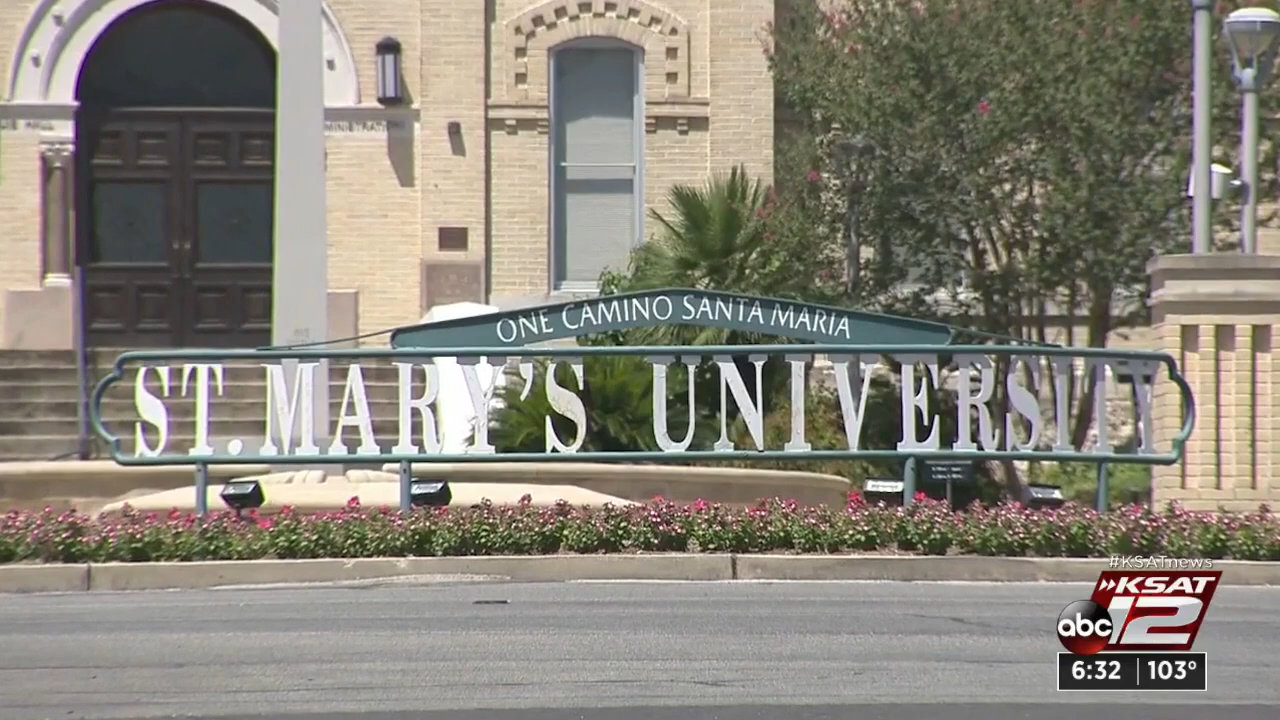 ONE CAMINO SANTA MARIA
ST. MARY'S UNIVERSITY
#KSATnews
KSAT
abc 12
6:32 103°